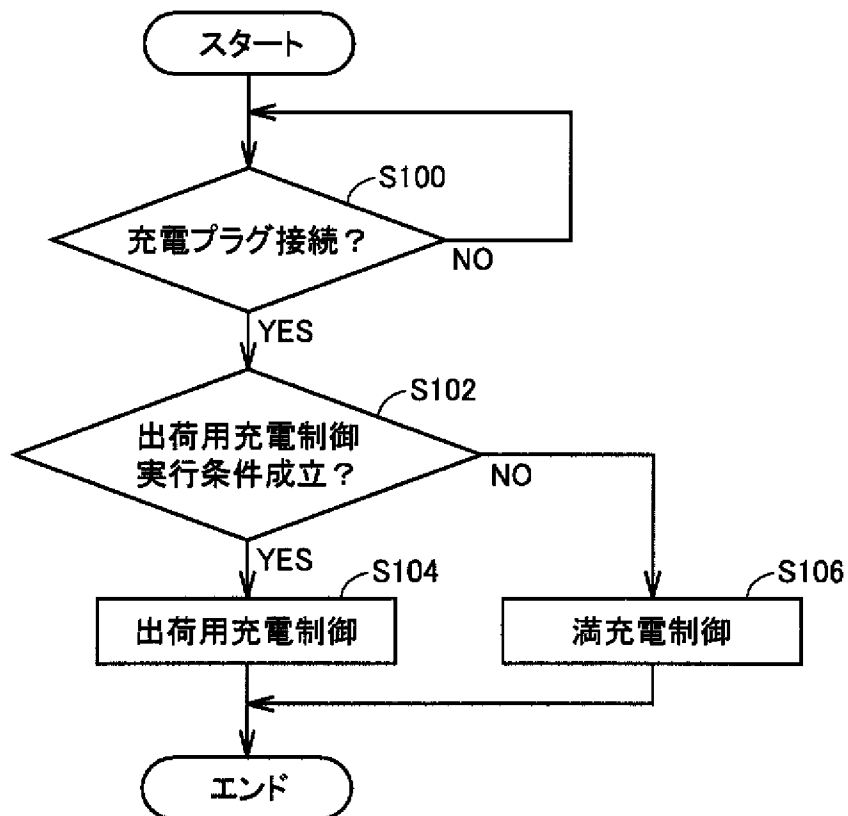 スタート
S100
充電プラグ接続？
NO
YES
S102
出荷用充電制御
実行条件成立？
NO
YES
S104
出荷用充電制御
S106
満充電制御
エンド